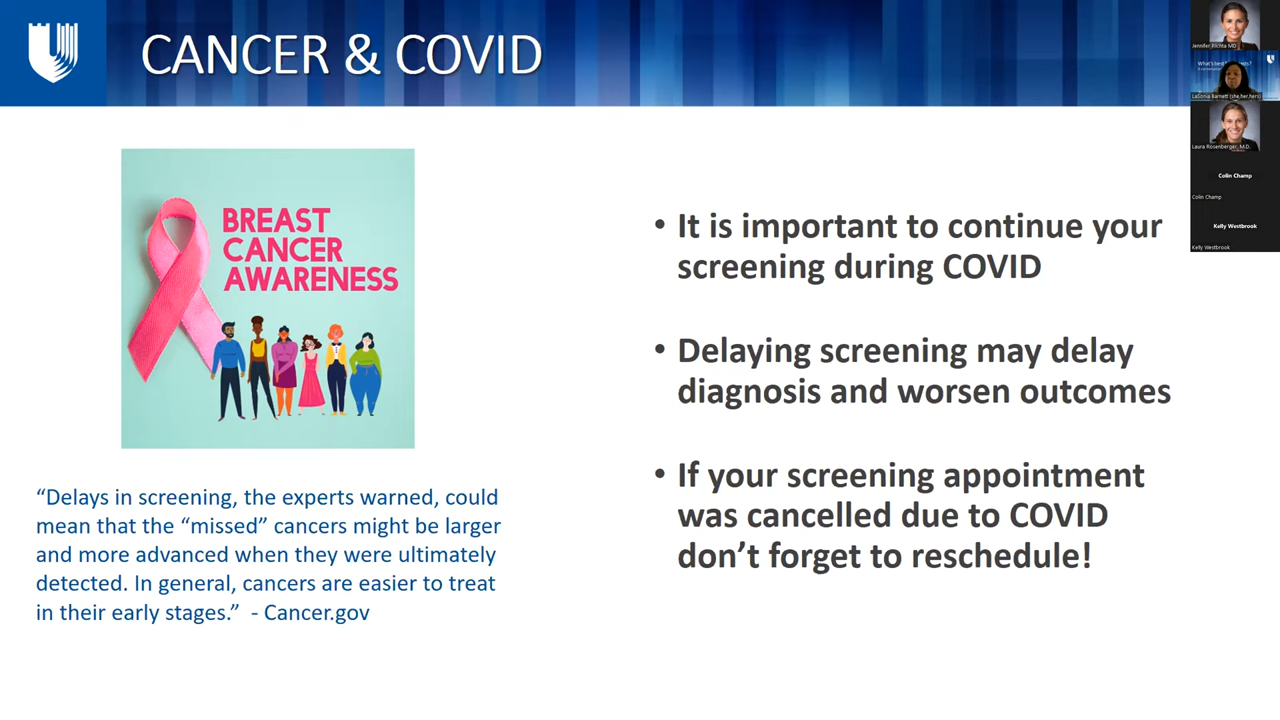 CANCER & COVID
BREAST
CANCER
AWARENESS
“Delays in screening, the experts warned, could
mean that the “missed” cancers might be larger
and more advanced when they were ultimately
detected. In general, cancers are easier to treat
in their early stages.” - Cancer.gov
• It is important to continue your
screening during COVID
• Delaying screening may delay
diagnosis and worsen outcomes
• If your screening appointment
was cancelled due to COVID
don’t forget to reschedule!
Jennifer Plichta MD
What's best
LaSonia Barnett (she,her,hers)
Laura Rosenberger, M.D.
Colin Champ
Colin Champ
Kelly Westbrook
Kelly Westbrook